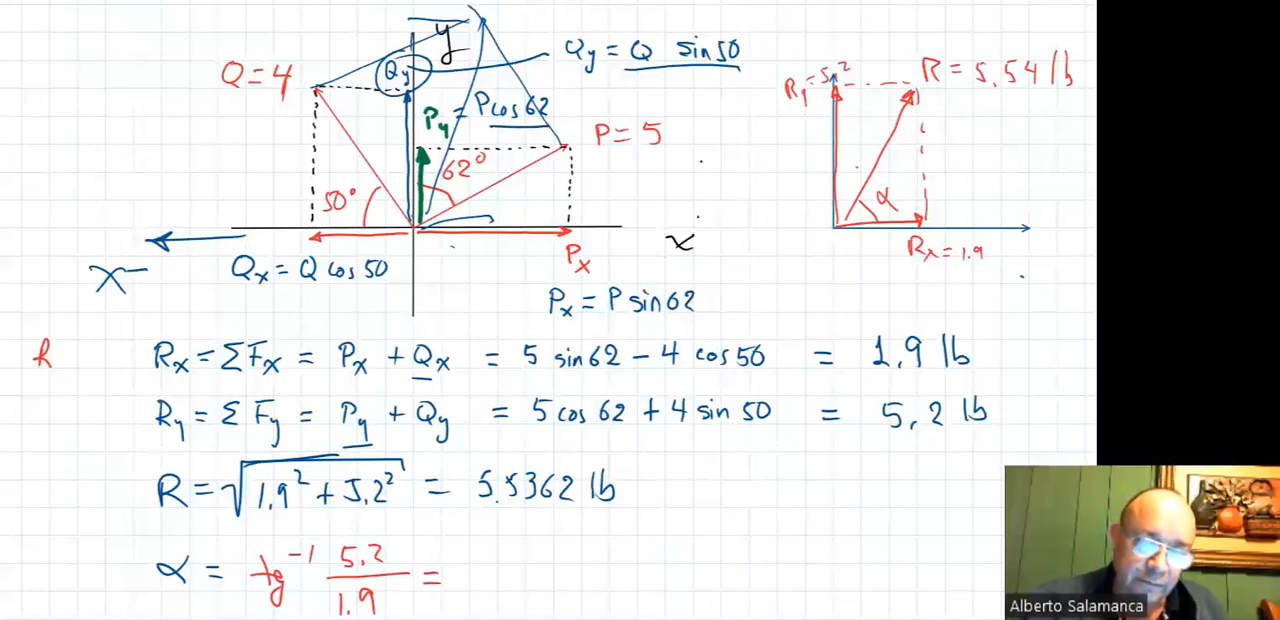 y
Qy = Q sin 50
Q = 4
Qy
Py = P cos 62
P = 5
62°
50°
x
Px
X⁻
Qx = Q cos 50
Px = P sin 62
Ry = 5,2
R = 5.54 lb
α
Rx = 1.9
R
Rx = ΣFx = Px + Qx = 5 sin 62 − 4 cos 50 = 1,9 lb
Ry = ΣFy = Py + Qy = 5 cos 62 + 4 sin 50 = 5,2 lb
R = √1.9² + 5.2² = 5.5362 lb
α = tg⁻¹ 5.2 / 1.9 =
Alberto Salamanca